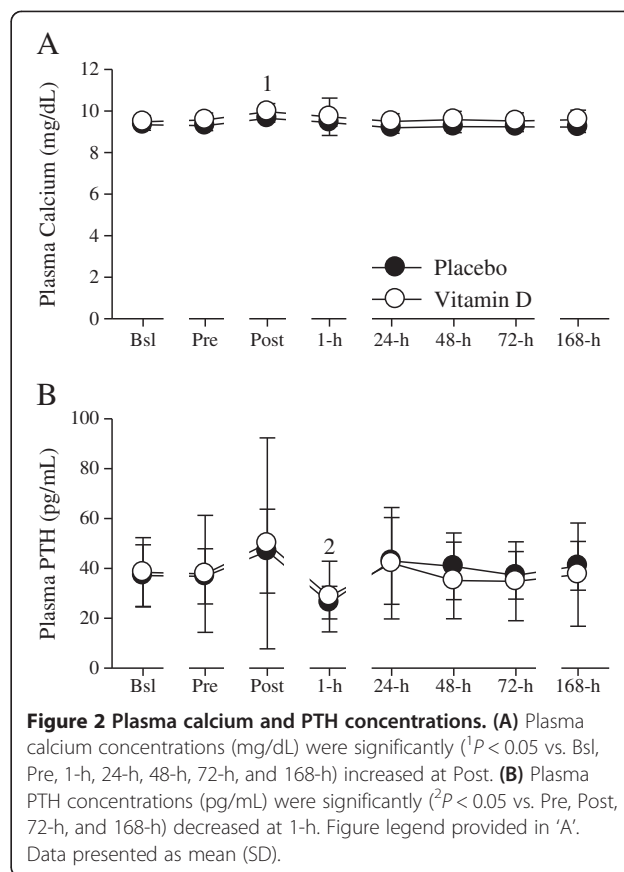 A
Plasma Calcium (mg/dL)
12
10
8
6
4
2
0
1
Placebo
Vitamin D
Bsl Pre Post 1-h 24-h 48-h 72-h 168-h
B
Plasma PTH (pg/mL)
100
80
60
40
20
0
2
Bsl Pre Post 1-h 24-h 48-h 72-h 168-h
Figure 2 Plasma calcium and PTH concentrations. (A) Plasma
calcium concentrations (mg/dL) were significantly (¹P < 0.05 vs. Bsl,
Pre, 1-h, 24-h, 48-h, 72-h, and 168-h) increased at Post. (B) Plasma
PTH concentrations (pg/mL) were significantly (²P < 0.05 vs. Pre, Post,
72-h, and 168-h) decreased at 1-h. Figure legend provided in ‘A’.
Data presented as mean (SD).